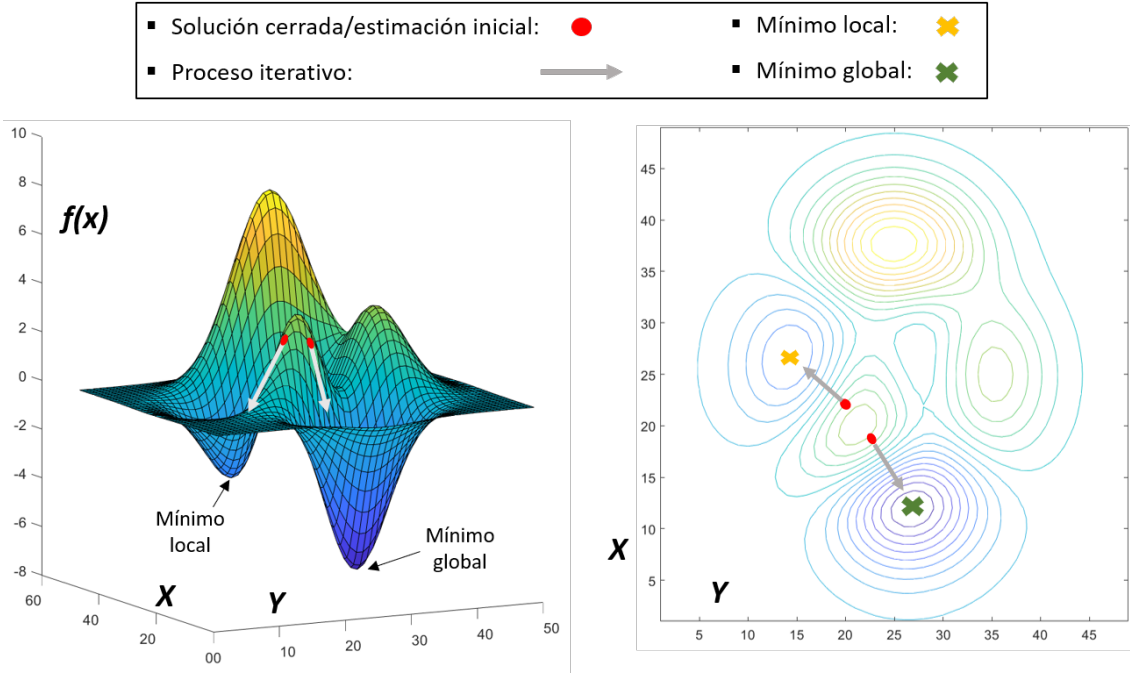 ▪ Solución cerrada/estimación inicial:
▪ Mínimo local:
▪ Proceso iterativo:
▪ Mínimo global:
10
8
6
4
2
0
-2
-4
-6
-8
f(x)
60
40
20
00
10
20
30
40
50
X
Y
Mínimo
local
Mínimo
global
45
40
35
30
25
20
15
10
5
X
Y
5 10 15 20 25 30 35 40 45